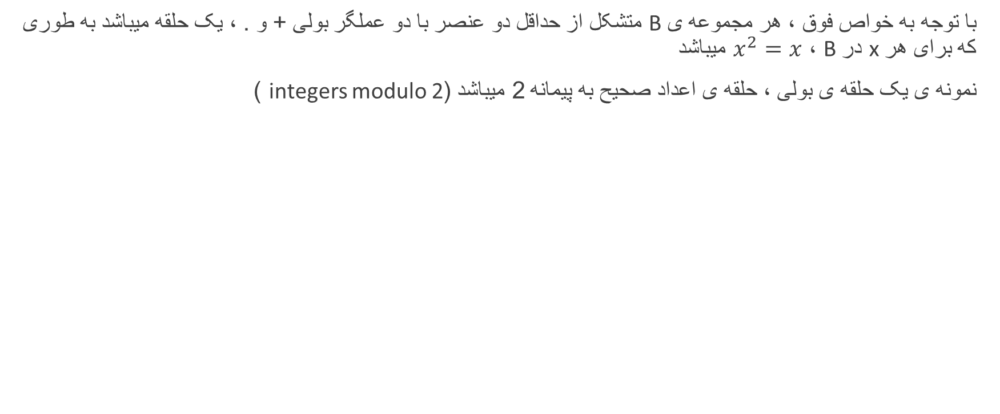 با توجه به خواص فوق ، هر مجموعه ی B متشکل از حداقل دو عنصر با دو عملگر بولی + و . ، یک حلقه میباشد به طوری
که برای هر x در B ، x² = x میباشد
نمونه ی یک حلقه ی بولی ، حلقه ی اعداد صحیح به پیمانه 2 میباشد (integers modulo 2 )